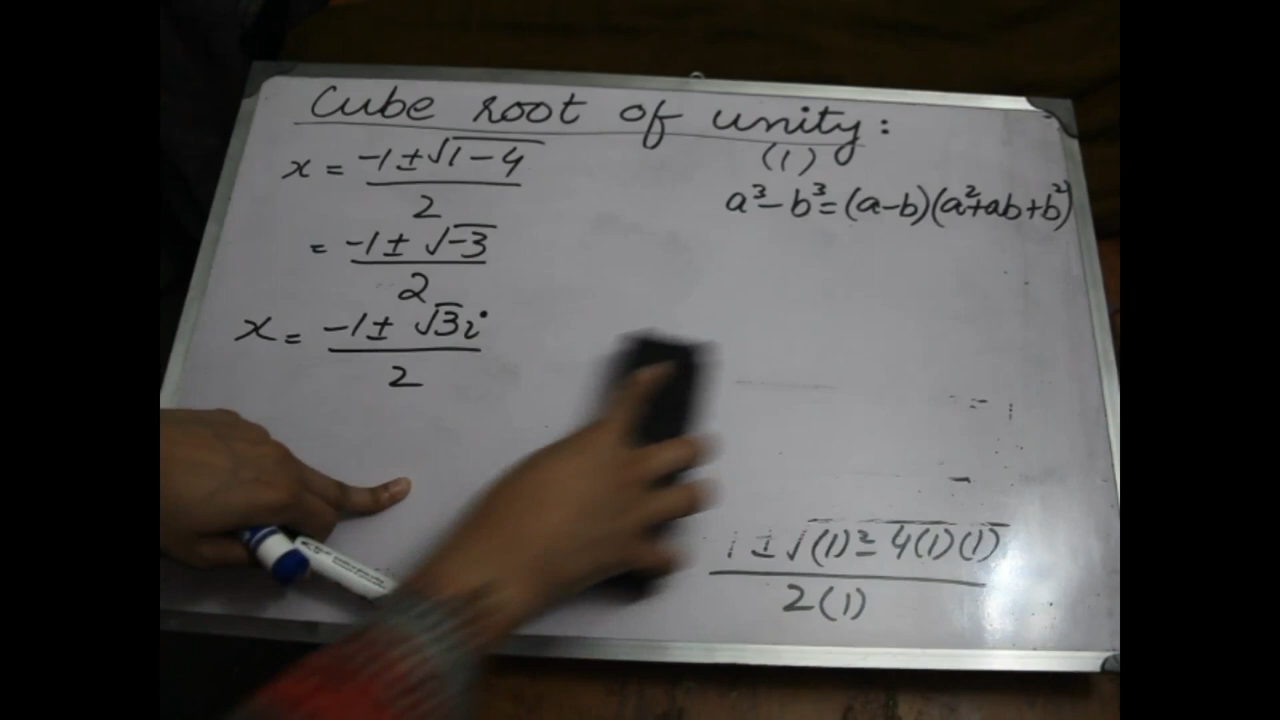 Cube root of unity:
(1)
x = -1 ± √1 - 4 / 2
a³ - b³ = (a-b)(a²+ab+b²)
= -1 ± √-3 / 2
x = -1 ± √3i / 2
1 ± √(1)² - 4(1)(1) / 2(1)